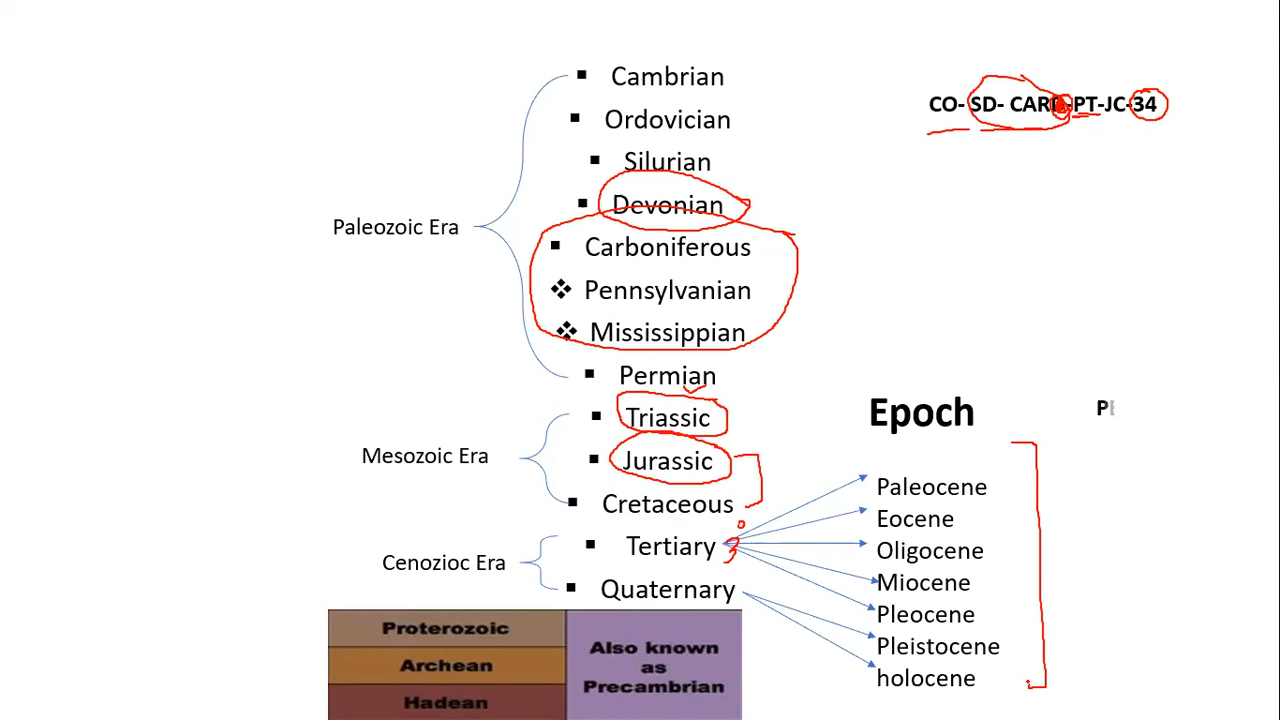 Cambrian
CO- SD- CARD-PT-JC-34
Ordovician
Silurian
Devonian
Paleozoic Era
Carboniferous
Pennsylvanian
Mississippian
Permian
Triassic
Epoch
Mesozoic Era
Jurassic
Cretaceous
Paleocene
Eocene
Oligocene
Miocene
Pleocene
Pleistocene
holocene
Cenozioc Era
Tertiary
Quaternary
Proterozoic
Archean
Hadean
Also known
as
Precambrian